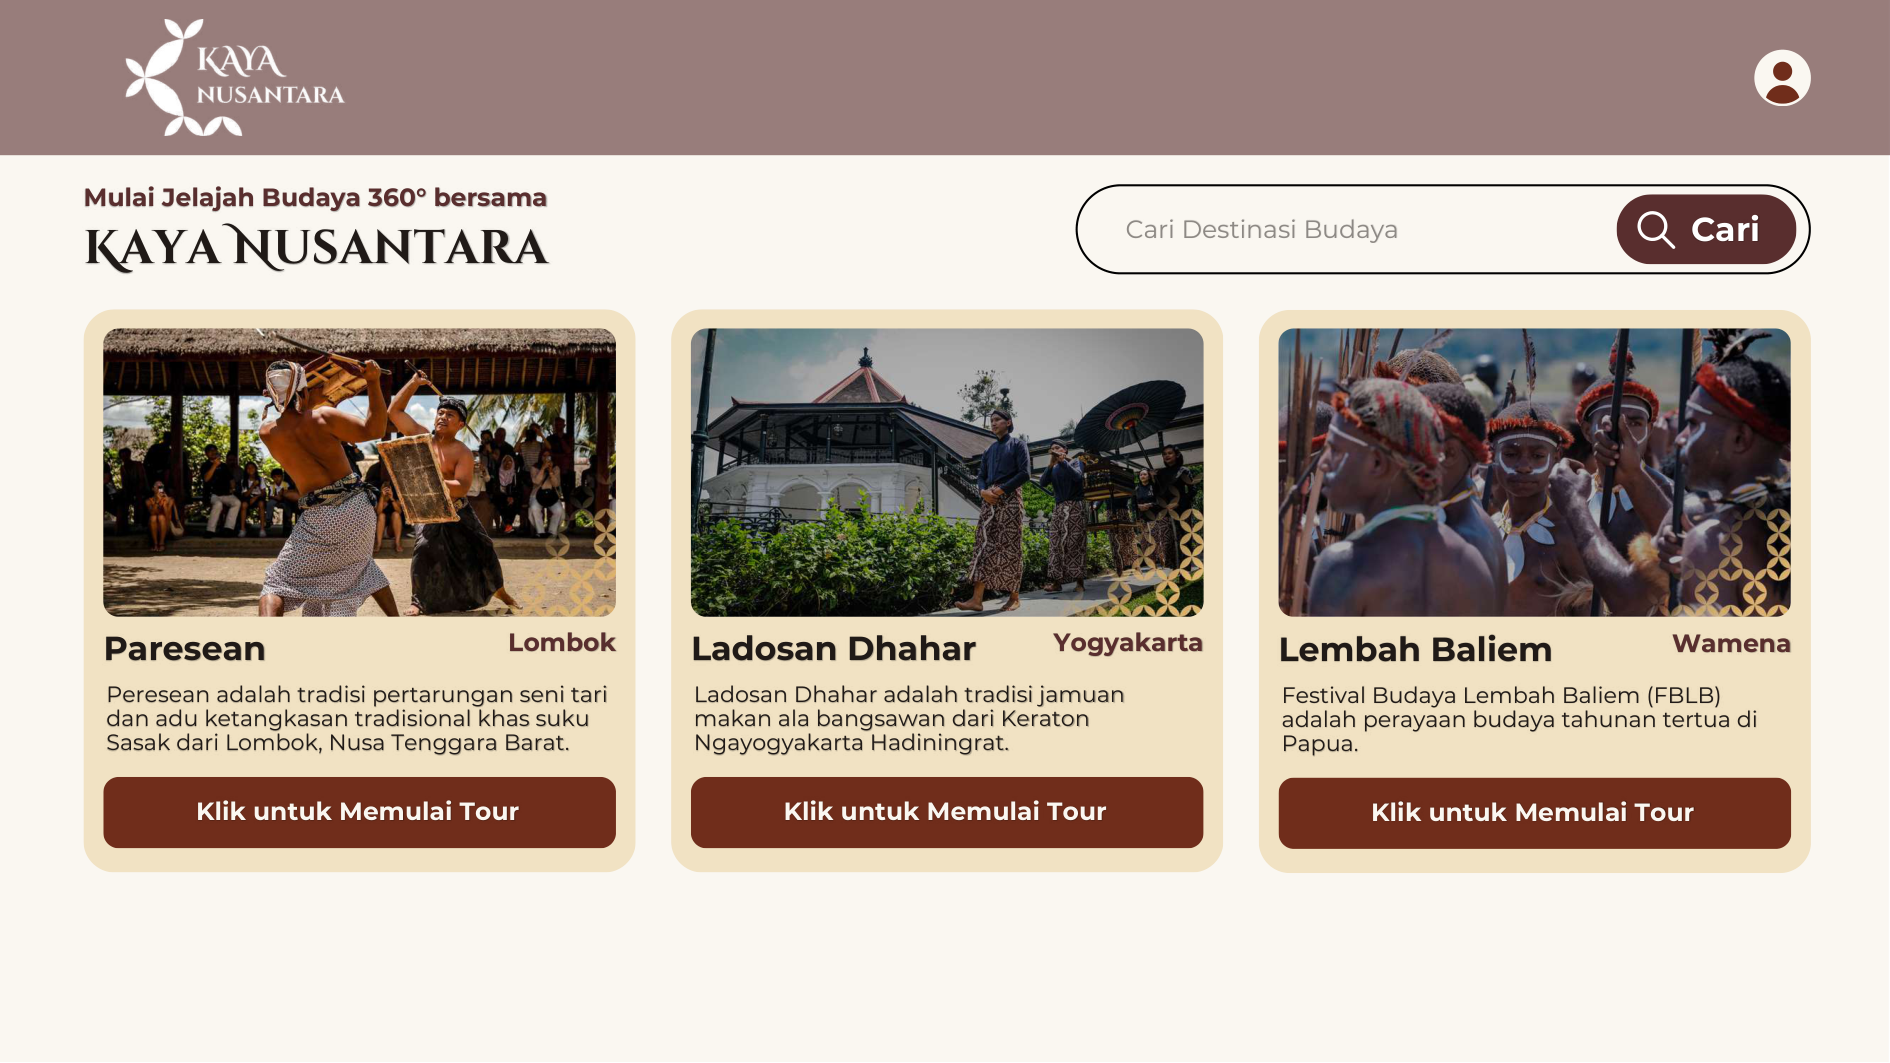 KAYA
NUSANTARA
Mulai Jelajah Budaya 360° bersama
KAYA NUSANTARA
Cari Destinasi Budaya
Cari
Paresean
Lombok
Peresean adalah tradisi pertarungan seni tari
dan adu ketangkasan tradisional khas suku
Sasak dari Lombok, Nusa Tenggara Barat.
Klik untuk Memulai Tour
Ladosan Dhahar
Yogyakarta
Ladosan Dhahar adalah tradisi jamuan
makan ala bangsawan dari Keraton
Ngayogyakarta Hadiningrat.
Klik untuk Memulai Tour
Lembah Baliem
Wamena
Festival Budaya Lembah Baliem (FBLB)
adalah perayaan budaya tahunan tertua di
Papua.
Klik untuk Memulai Tour